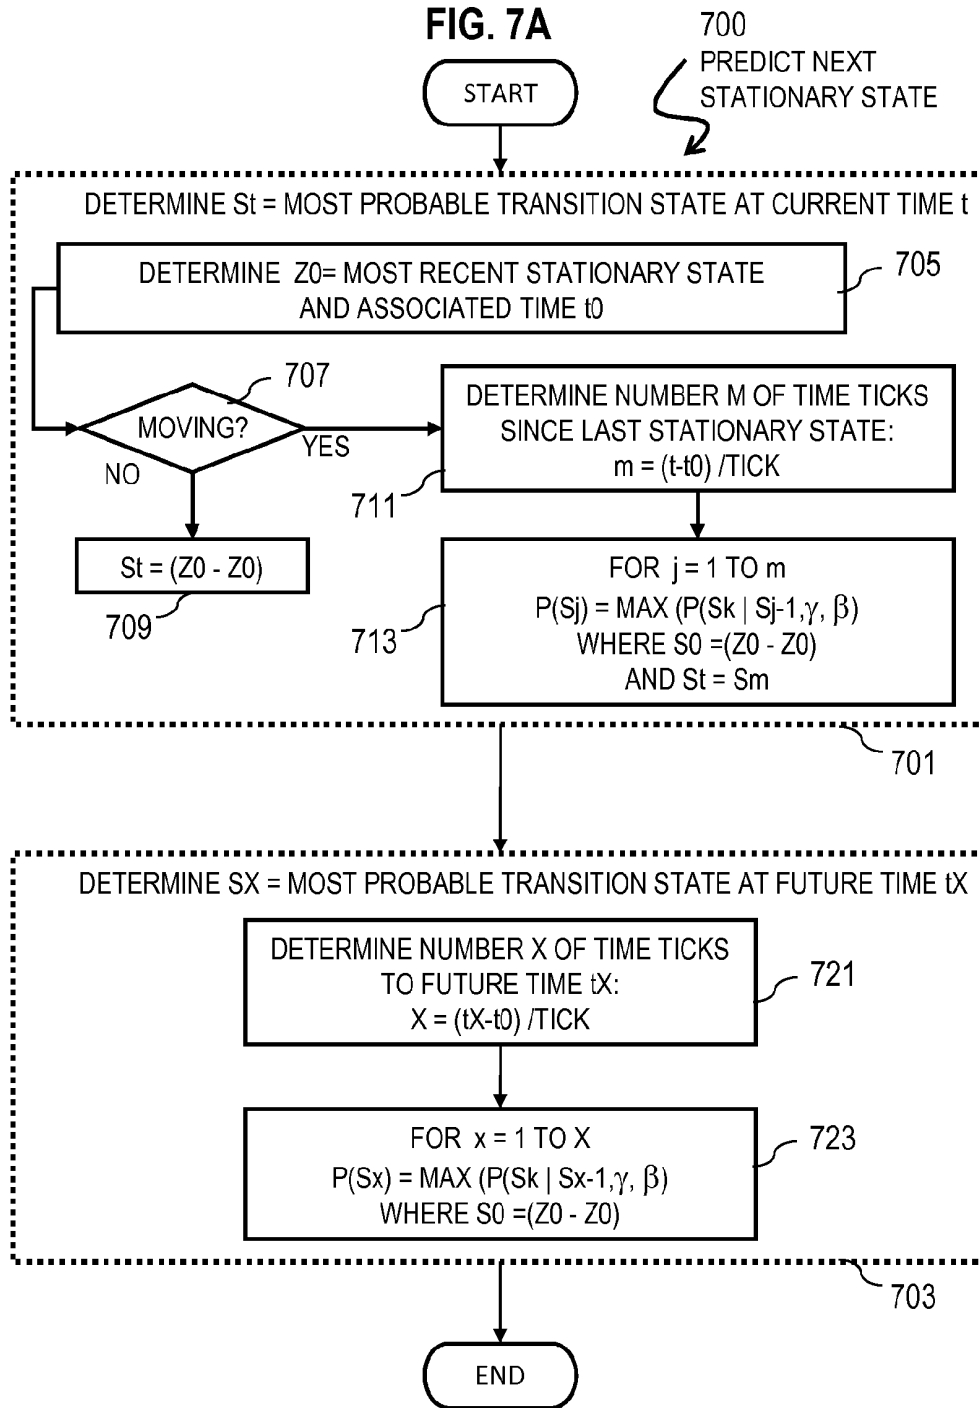 FIG. 7A
700
PREDICT NEXT
STATIONARY STATE
START
DETERMINE St = MOST PROBABLE TRANSITION STATE AT CURRENT TIME t
DETERMINE Z0= MOST RECENT STATIONARY STATE
AND ASSOCIATED TIME t0
705
707
MOVING?
YES
NO
DETERMINE NUMBER M OF TIME TICKS
SINCE LAST STATIONARY STATE:
m = (t-t0) /TICK
711
St = (Z0 - Z0)
709
FOR j = 1 TO m
P(Sj) = MAX (P(Sk | Sj-1,γ, β)
WHERE S0 =(Z0 - Z0)
AND St = Sm
713
701
DETERMINE SX = MOST PROBABLE TRANSITION STATE AT FUTURE TIME tX
DETERMINE NUMBER X OF TIME TICKS
TO FUTURE TIME tX:
X = (tX-t0) /TICK
721
FOR x = 1 TO X
P(Sx) = MAX (P(Sk | Sx-1,γ, β)
WHERE S0 =(Z0 - Z0)
723
703
END